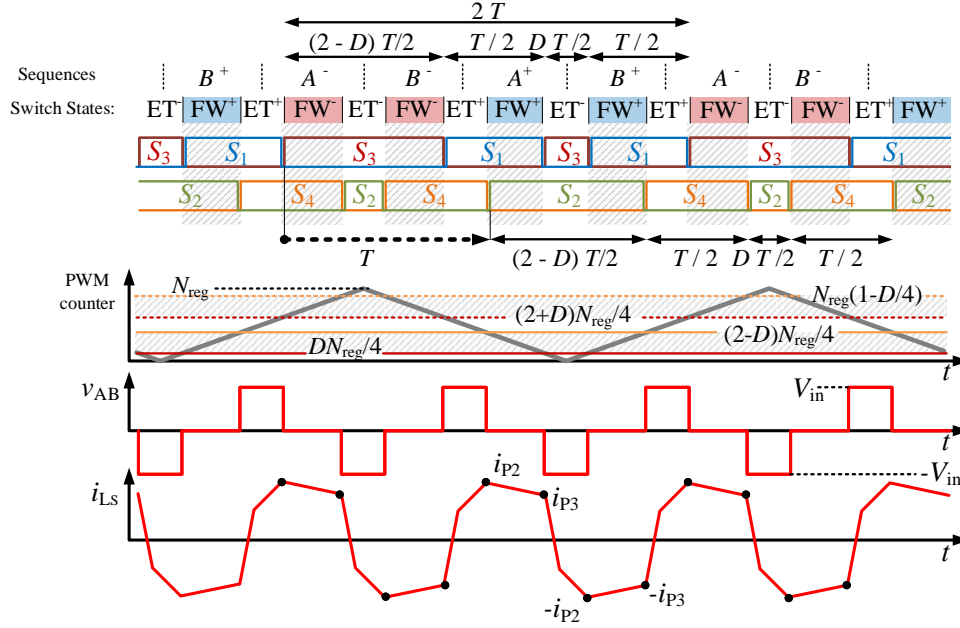 2 T
(2 - D) T/2 T / 2 D T /2 T / 2
Sequences B+ A- B- A+ B+ A- B-
Switch States: ET- FW+ ET+ FW- ET- FW- ET+ FW+ ET- FW+ ET+ FW- ET- FW- ET+ FW+
S3 S1 S3 S1 S3 S1 S3 S1
S2 S4 S2 S4 S2 S4 S2 S4 S2
T (2 - D) T/2 T / 2 D T /2 T / 2
PWM
counter
Nreg
Nreg(1-D/4)
(2+D)Nreg/4
(2-D)Nreg/4
DNreg/4
t
vAB
Vin
t
Vin
iLs
iP2
iP3
t
-iP2
-iP3